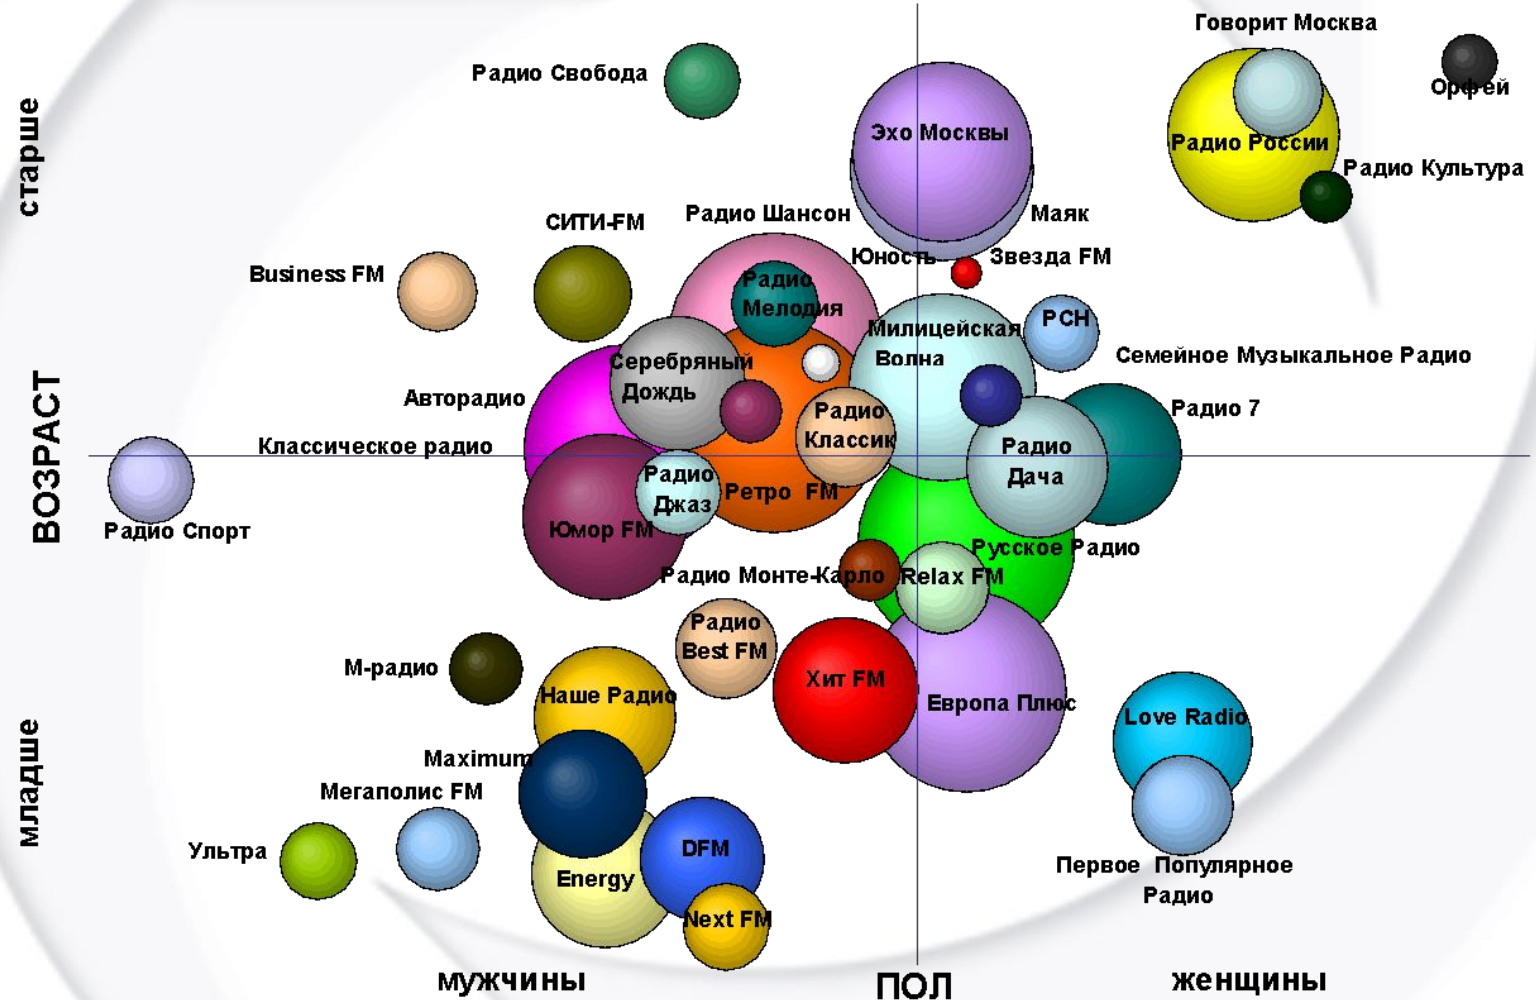 Говорит Москва
Радио Свобода
Орфей
Эхо Москвы
Радио России
Радио Культура
старше
СИТИ-FM
Радио Шансон
Маяк
Юность
Звезда FM
Business FM
Радио
Мелодия
Милицейская
Волна
РСН
Семейное Музыкальное Радио
Серебряный
Дождь
Авторадио
Радио
Классик
Радио 7
Классическое радио
Радио
Дача
ВОЗРАСТ
Радио
Джаз
Ретро FM
Радио Спорт
Юмор FM
Русское Радио
Радио Монте-Карло
Relax FM
Радио
Best FM
М-радио
Наше Радио
Хит FM
Европа Плюс
Love Radio
младше
Maximum
Мегаполис FM
Ультра
DFM
Energy
Первое Популярное
Радио
Next FM
мужчины
ПОЛ
женщины